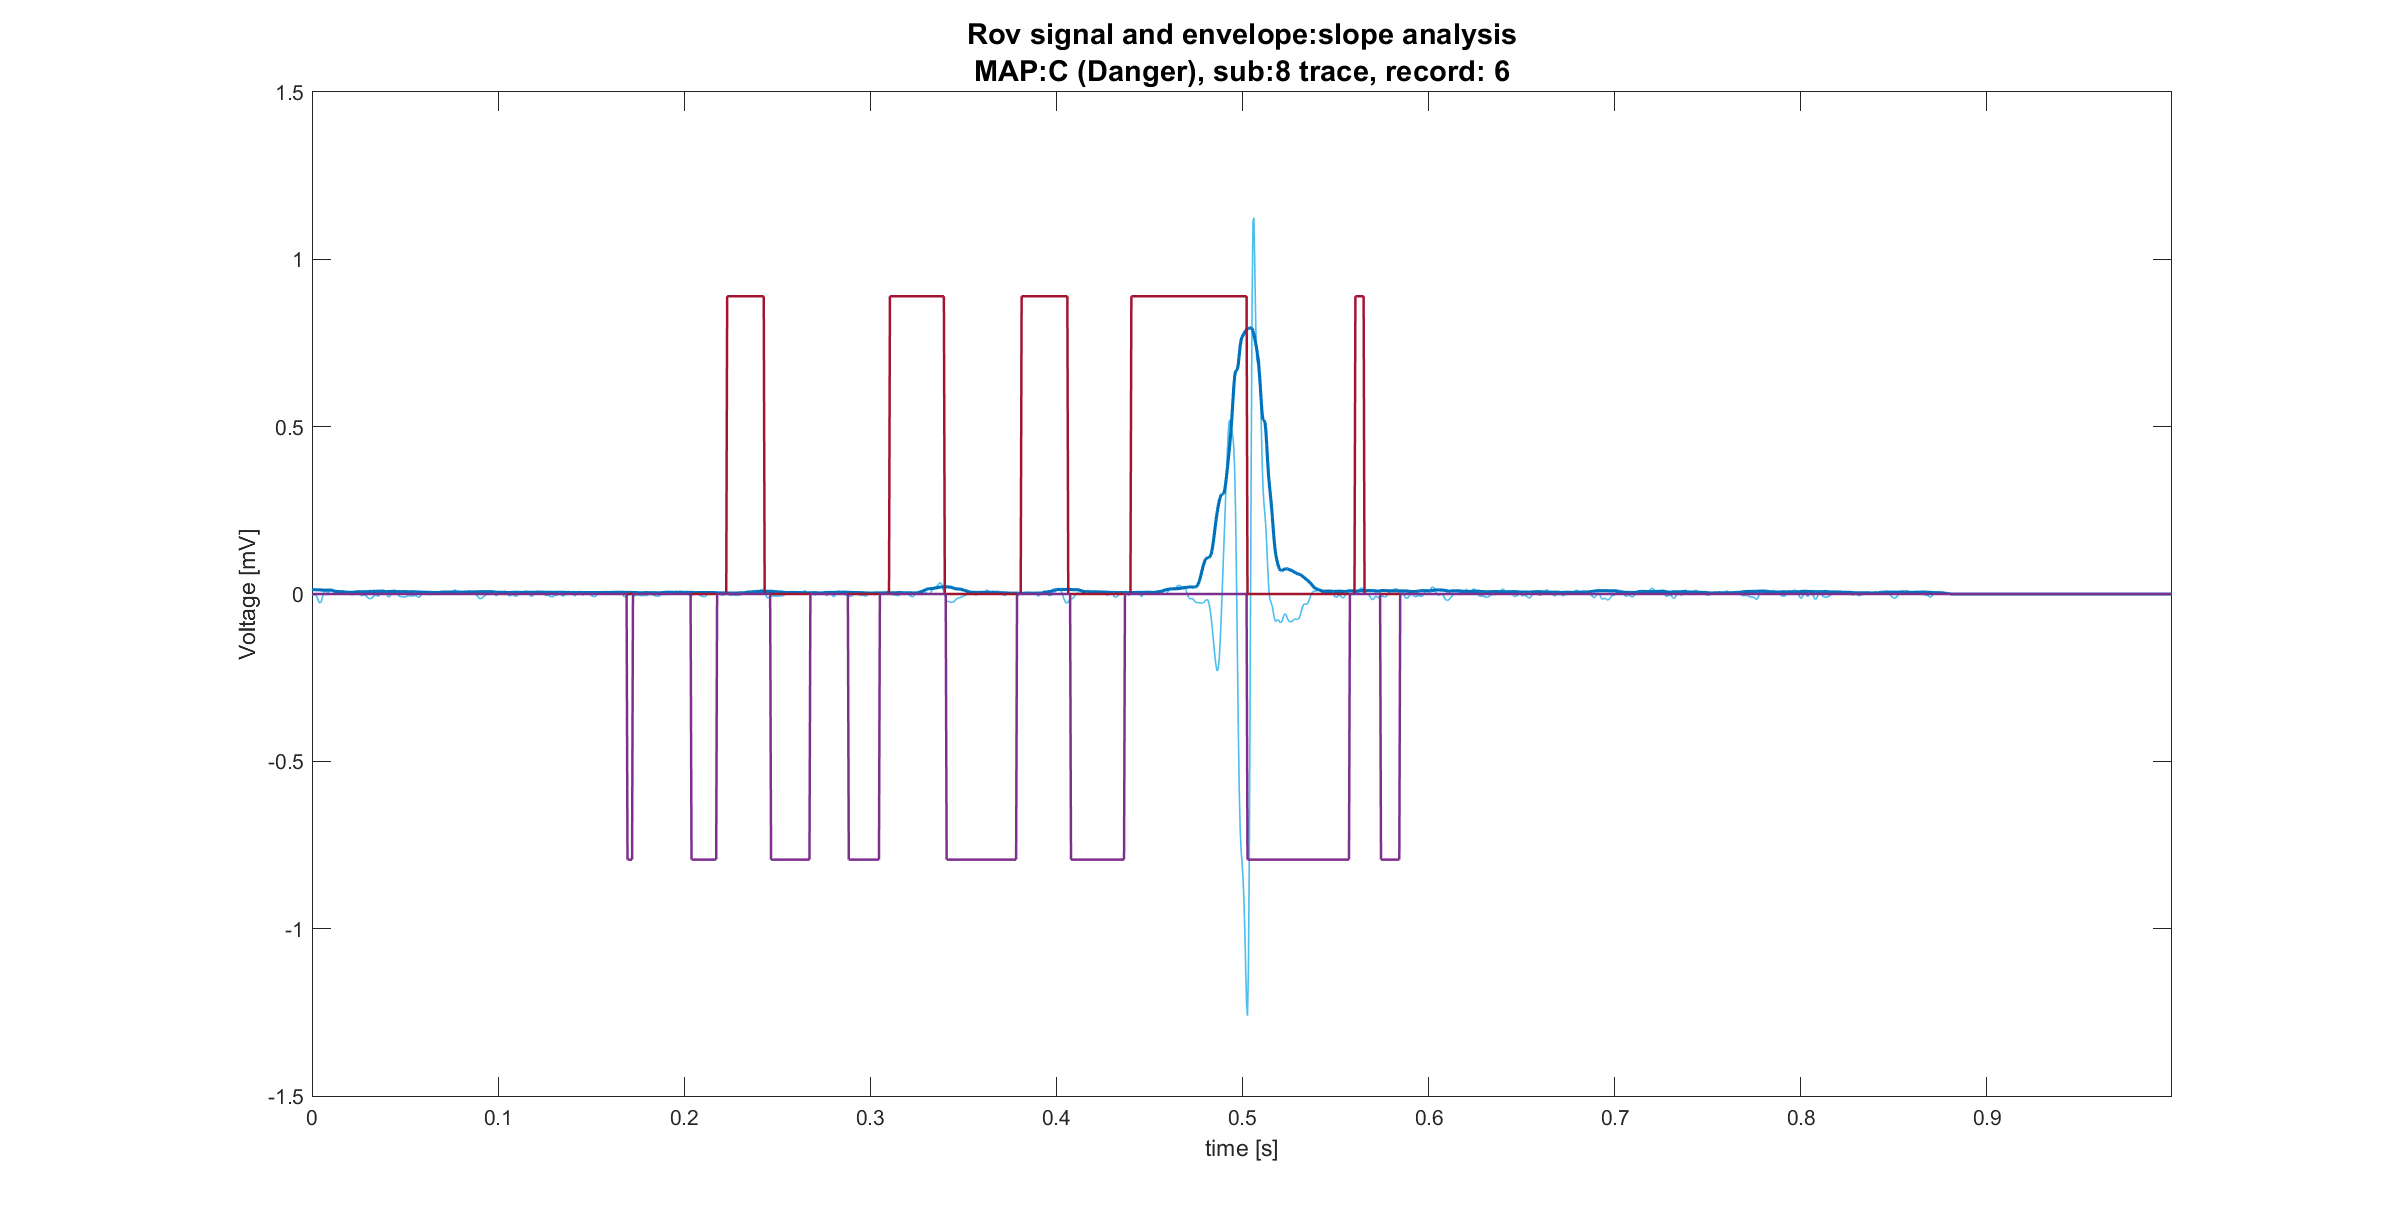 Rov signal and envelope:slope analysis
MAP:C (Danger), sub:8 trace, record: 6
1.5
1
0.5
0
-0.5
-1
-1.5
Voltage [mV]
0 0.1 0.2 0.3 0.4 0.5 0.6 0.7 0.8 0.9
time [s]